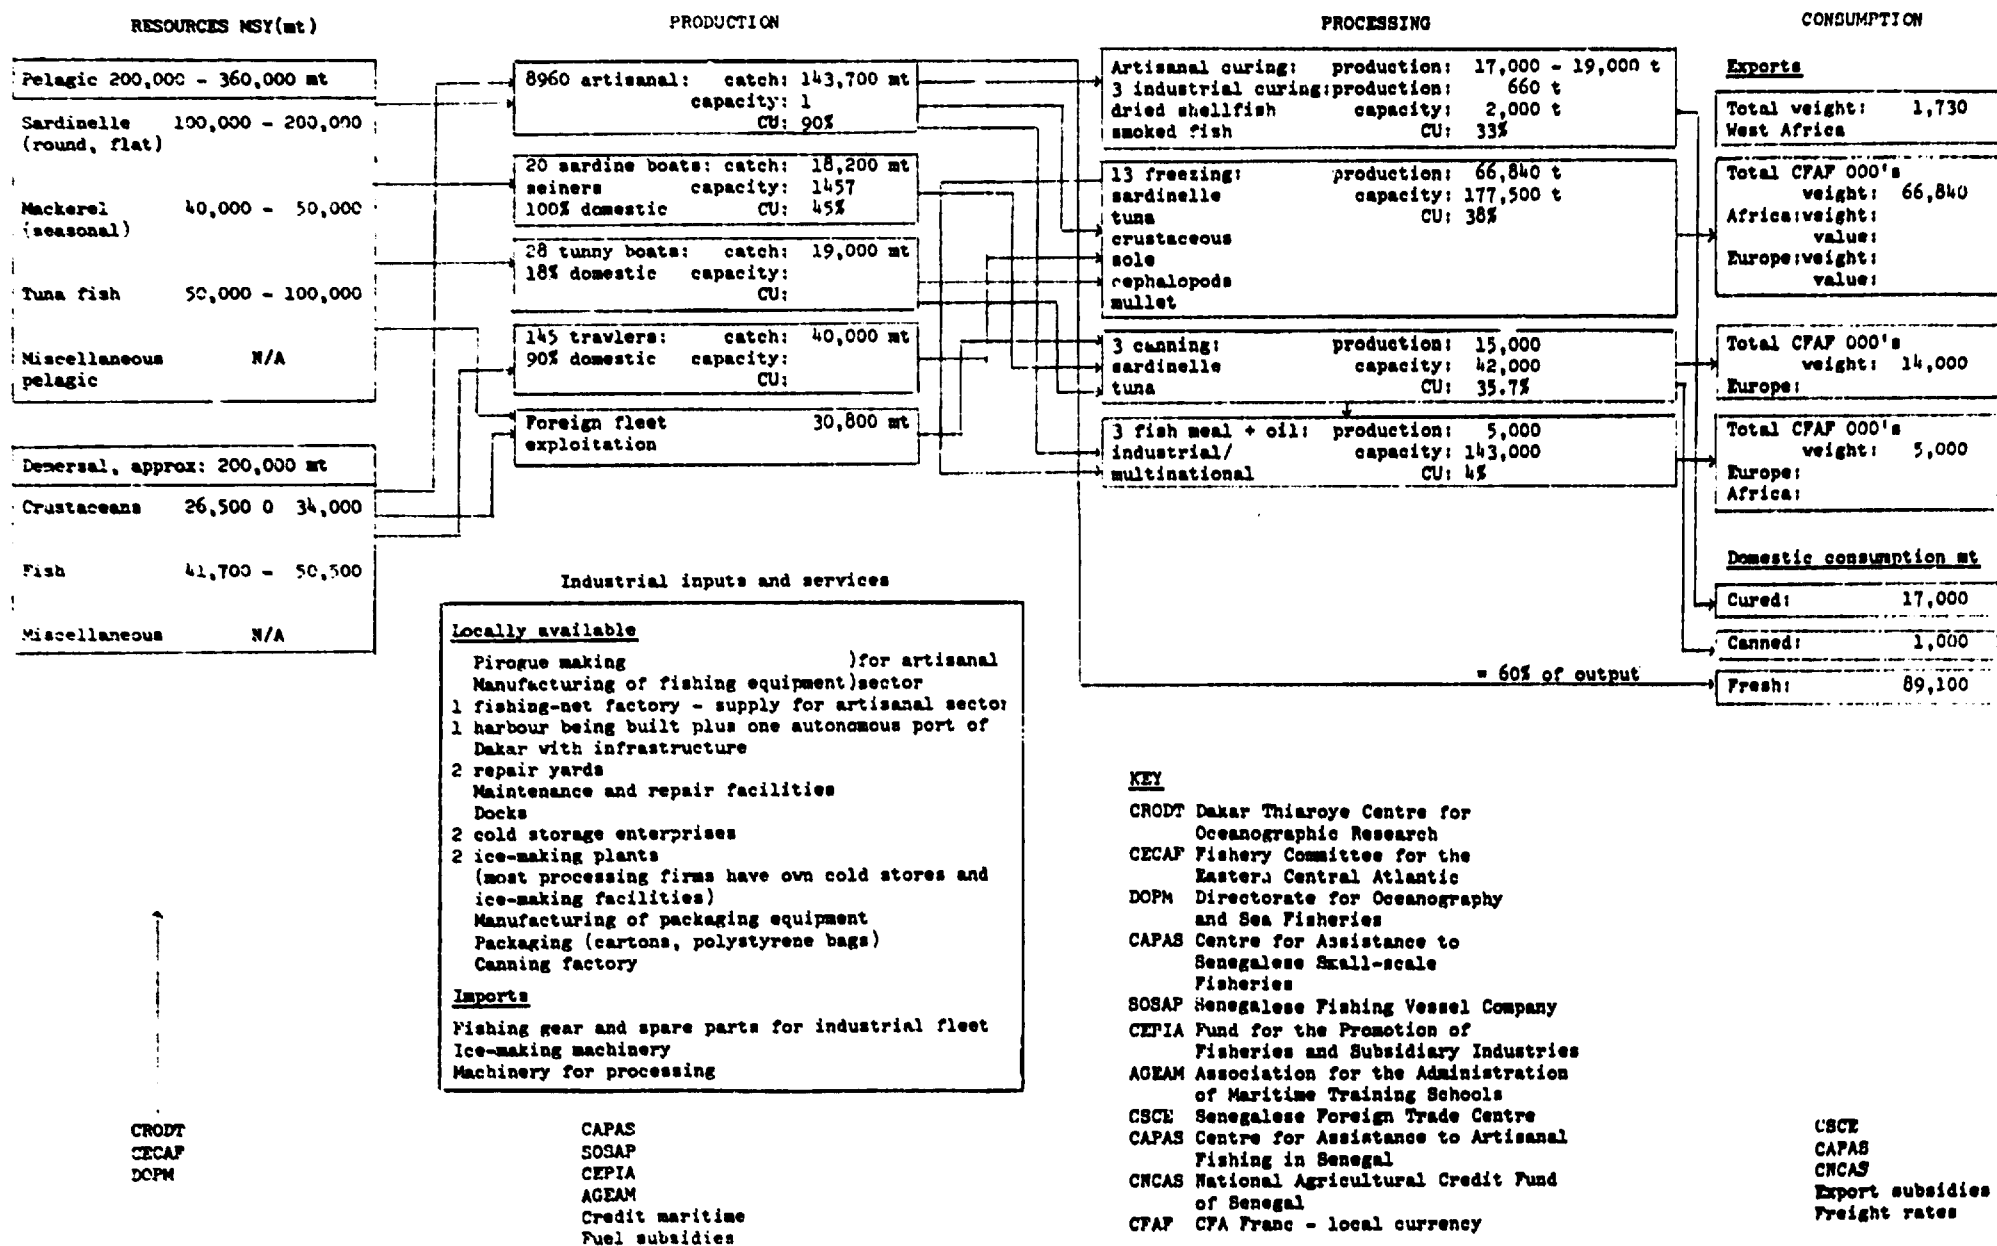 RESOURCES MSY(mt)
Pelagic 200,000 - 360,000 mt
Sardinelle 100,000 - 200,000
(round, flat)
Mackerel 40,000 - 50,000
(seasonal)
Tuna fish 50,000 - 100,000
Miscellaneous N/A
pelagic
Demersal, approx: 200,000 mt
Crustaceans 26,500 0 34,000
Fish 41,700 - 50,500
Miscellaneous N/A
CRODT
CECAF
DOPM
PRODUCTION
8960 artisanal: catch: 143,700 mt
capacity: 1
CU: 90%
20 sardine boats: catch: 18,200 mt
seiners capacity: 1457
100% domestic CU: 45%
28 tunny boats: catch: 19,000 mt
18% domestic capacity:
CU:
145 trawlers: catch: 40,000 mt
90% domestic capacity:
CU:
Foreign fleet 30,800 mt
exploitation
Industrial inputs and services
Locally available
Pirogue making )for artisanal
Manufacturing of fishing equipment)sector
1 fishing-net factory - supply for artisanal sector
1 harbour being built plus one autonomous port of
Dakar with infrastructure
2 repair yards
Maintenance and repair facilities
Docks
2 cold storage enterprises
2 ice-making plants
(most processing firms have own cold stores and
ice-making facilities)
Manufacturing of packaging equipment
Packaging (cartons, polystyrene bags)
Canning factory
Imports
Fishing gear and spare parts for industrial fleet
Ice-making machinery
Machinery for processing
CAPAS
SOSAP
CEPIA
AGEAM
Credit maritime
Fuel subsidies
PROCESSING
Artisanal curing: production: 17,000 - 19,000 t
3 industrial curing:production: 660 t
dried shellfish capacity: 2,000 t
smoked fish CU: 33%
13 freezing: production: 66,840 t
sardinelle capacity: 177,500 t
tuna CU: 38%
crustaceous
sole
cephalopods
mullet
3 canning: production: 15,000
sardinelle capacity: 42,000
tuna CU: 35.7%
3 fish meal + oil: production: 5,000
industrial/ capacity: 143,000
multinational CU: 4%
= 60% of output
KEY
CRODT Dakar Thiaroye Centre for
Oceanographic Research
CECAF Fishery Committee for the
Eastern Central Atlantic
DOPM Directorate for Oceanography
and Sea Fisheries
CAPAS Centre for Assistance to
Senegalese Small-scale
Fisheries
SOSAP Senegalese Fishing Vessel Company
CEPIA Fund for the Promotion of
Fisheries and Subsidiary Industries
AGEAM Association for the Administration
of Maritime Training Schools
CSCE Senegalese Foreign Trade Centre
CAPAS Centre for Assistance to Artisanal
Fishing in Senegal
CNCAS National Agricultural Credit Fund
of Senegal
CFAF CFA Franc - local currency
CONSUMPTION
Exports
Total weight: 1,730
West Africa
Total CFAF 000's
weight: 66,840
Africa:weight:
value:
Europe:weight:
value:
Total CFAF 000's
weight: 14,000
Europe:
Total CFAF 000's
weight: 5,000
Europe:
Africa:
Domestic consumption mt
Cured: 17,000
Canned: 1,000
Fresh: 89,100
CSCE
CAPAS
CNCAS
Export subsidies
Freight rates